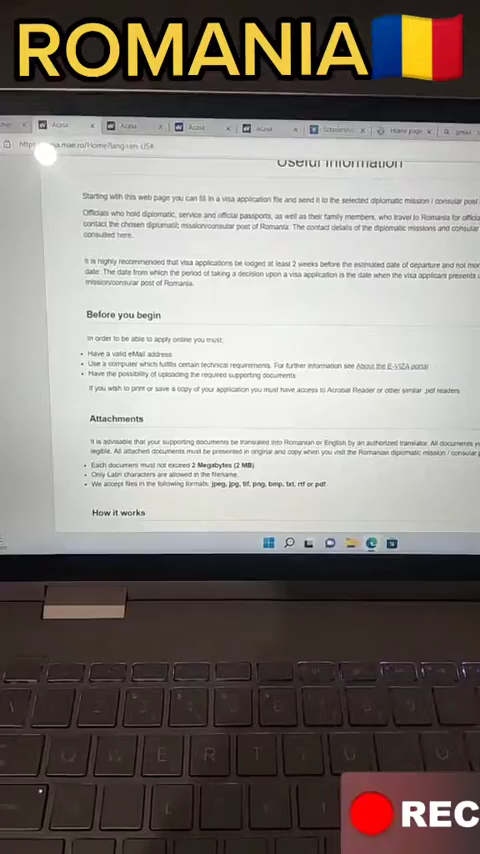 ROMANIA
Acasa
Acasa
Acasa
Acasa
.mae.ro/Home?lang=en-US#
Useful Information
Starting with this web page you can fill in a visa application file and send it to the selected diplomatic mission / consular post
Officials who hold diplomatic, service and official passports, as well as their family members, who travel to Romania for official
contact the chosen diplomatic mission/consular post of Romania. The contact details of the diplomatic missions and consular
consulted here.
It is highly recommended that visa applications be lodged at least 2 weeks before the estimated date of departure and not mor
date. The date from which the period of taking a decision upon a visa application is the date when the visa applicant presents
mission/consular post of Romania.
Before you begin
In order to be able to apply online you must:
Have a valid eMail address
Use a computer which fulfills certain technical requirements. For further information see About the E-VIZA portal
Have the possibility of uploading the required supporting documents
If you wish to print or save a copy of your application you must have access to Acrobat Reader or other similar .pdf readers
Attachments
It is advisable that your supporting documents be translated into Romanian or English by an authorized translator. All documents
legible. All attached documents must be presented in original and copy when you visit the Romanian diplomatic mission / consular
Each document must not exceed 2 Megabytes (2 MB)
Only Latin characters are allowed in the filename.
We accept files in the following formats: jpeg, jpg, tif, png, bmp, txt, rtf or pdf.
How it works
Q W E R T Y U
REC